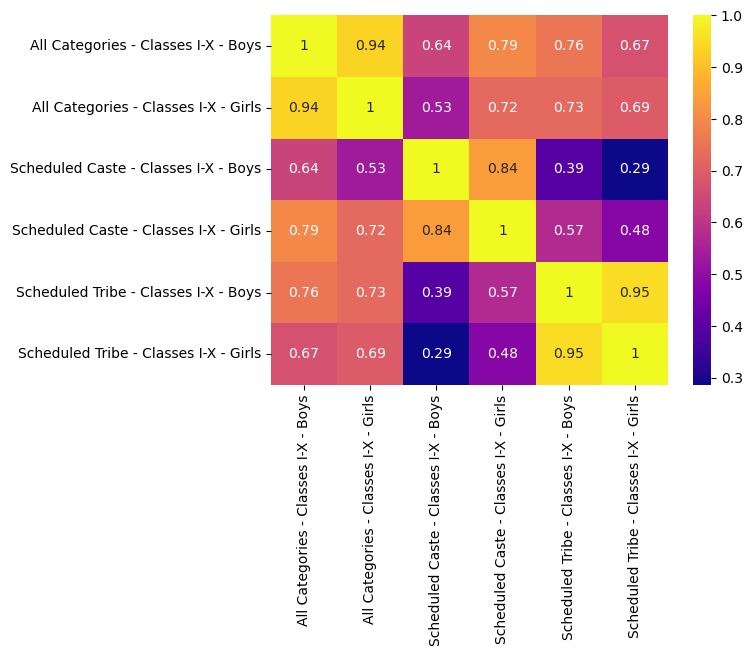 All Categories - Classes I-X - Boys 1 0.94 0.64 0.79 0.76 0.67
All Categories - Classes I-X - Girls 0.94 1 0.53 0.72 0.73 0.69
Scheduled Caste - Classes I-X - Boys 0.64 0.53 1 0.84 0.39 0.29
Scheduled Caste - Classes I-X - Girls 0.79 0.72 0.84 1 0.57 0.48
Scheduled Tribe - Classes I-X - Boys 0.76 0.73 0.39 0.57 1 0.95
Scheduled Tribe - Classes I-X - Girls 0.67 0.69 0.29 0.48 0.95 1
All Categories - Classes I-X - Boys
All Categories - Classes I-X - Girls
Scheduled Caste - Classes I-X - Boys
Scheduled Caste - Classes I-X - Girls
Scheduled Tribe - Classes I-X - Boys
Scheduled Tribe - Classes I-X - Girls
1.0
0.9
0.8
0.7
0.6
0.5
0.4
0.3